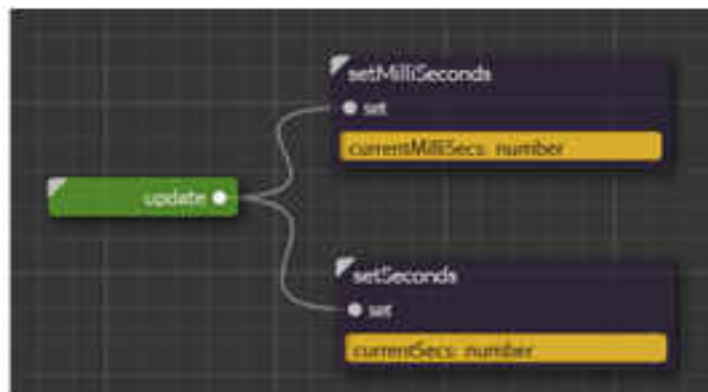 setMilliSeconds
set
currentMilliSecs: number
update
setSeconds
set
currentSecs: number